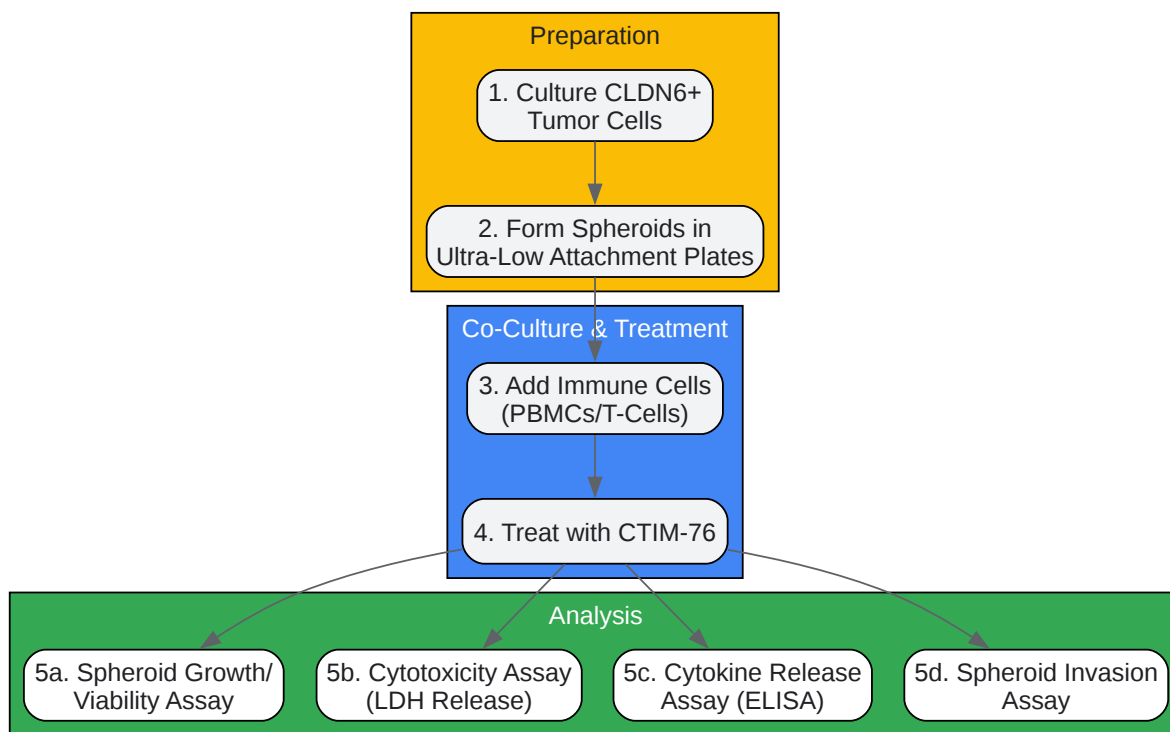 Preparation
1. Culture CLDN6+
Tumor Cells
2. Form Spheroids in
Ultra-Low Attachment Plates
Co-Culture & Treatment
3. Add Immune Cells
(PBMCs/T-Cells)
4. Treat with CTIM-76
Analysis
5a. Spheroid Growth/
Viability Assay
5b. Cytotoxicity Assay
(LDH Release)
5c. Cytokine Release
Assay (ELISA)
5d. Spheroid Invasion
Assay